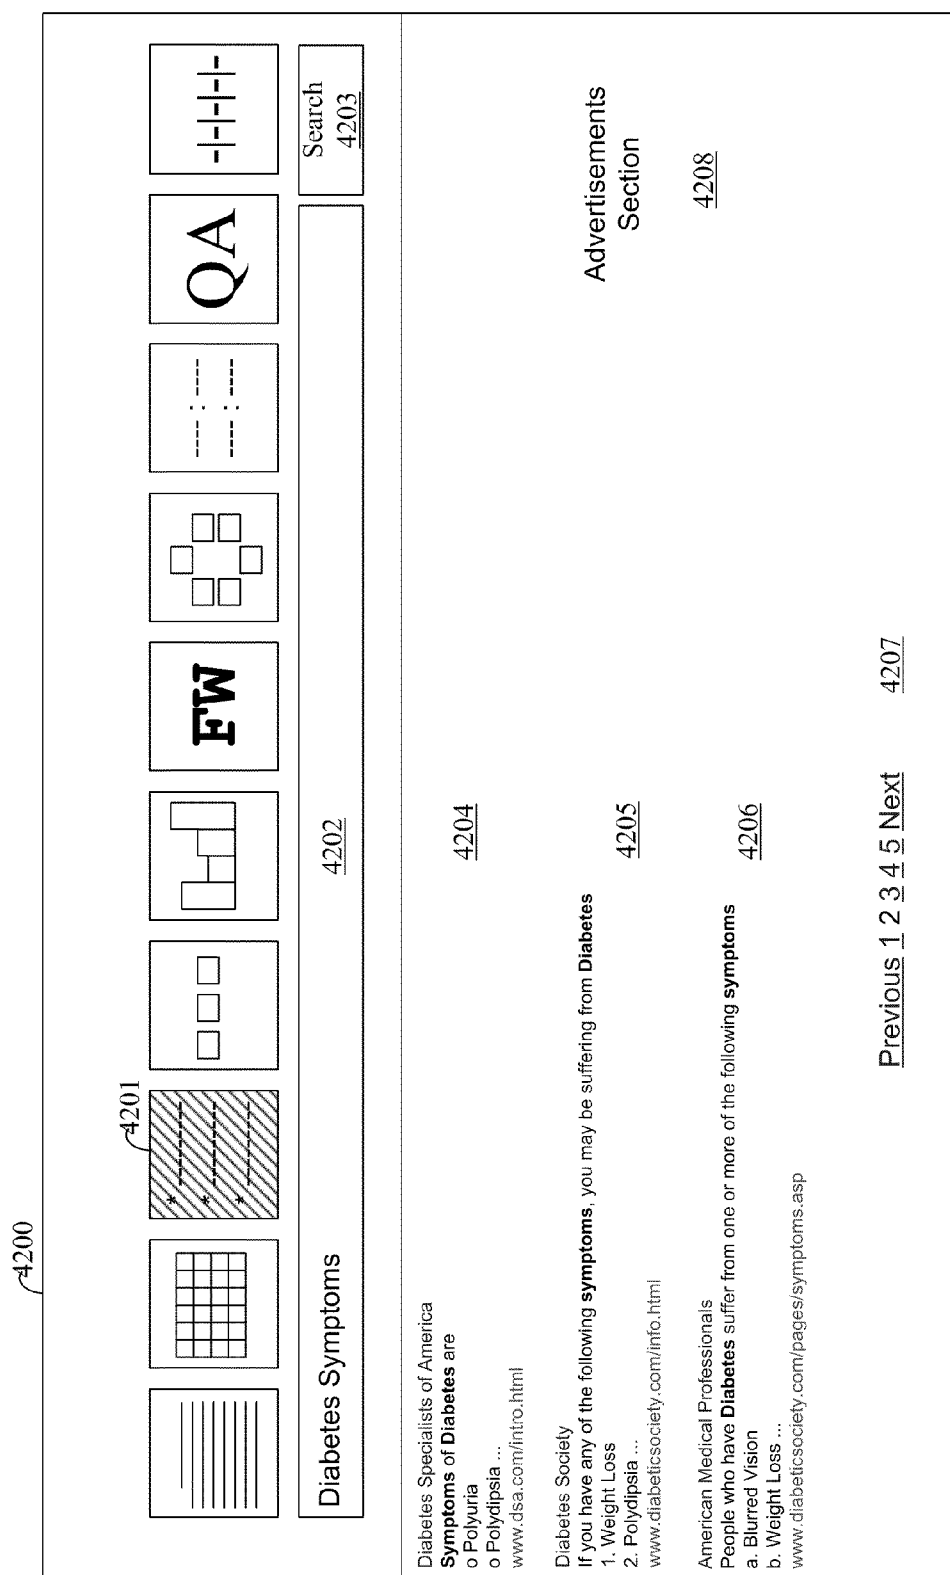 4200
4201
* ------------
* ------------
* ------------
FW
QA
Diabetes Symptoms
4202
Search
4203
Diabetes Specialists of America
Symptoms of Diabetes are
o Polyuria
o Polydipsia ...
www.dsa.com/intro.html
4204
Diabetes Society
If you have any of the following symptoms, you may be suffering from Diabetes
1. Weight Loss
2. Polydipsia ...
www.diabeticsociety.com/info.html
4205
American Medical Professionals
People who have Diabetes suffer from one or more of the following symptoms
a. Blurred Vision
b. Weight Loss ...
www.diabeticsociety.com/pages/symptoms.asp
4206
Advertisements
Section
4208
Previous 1 2 3 4 5 Next
4207